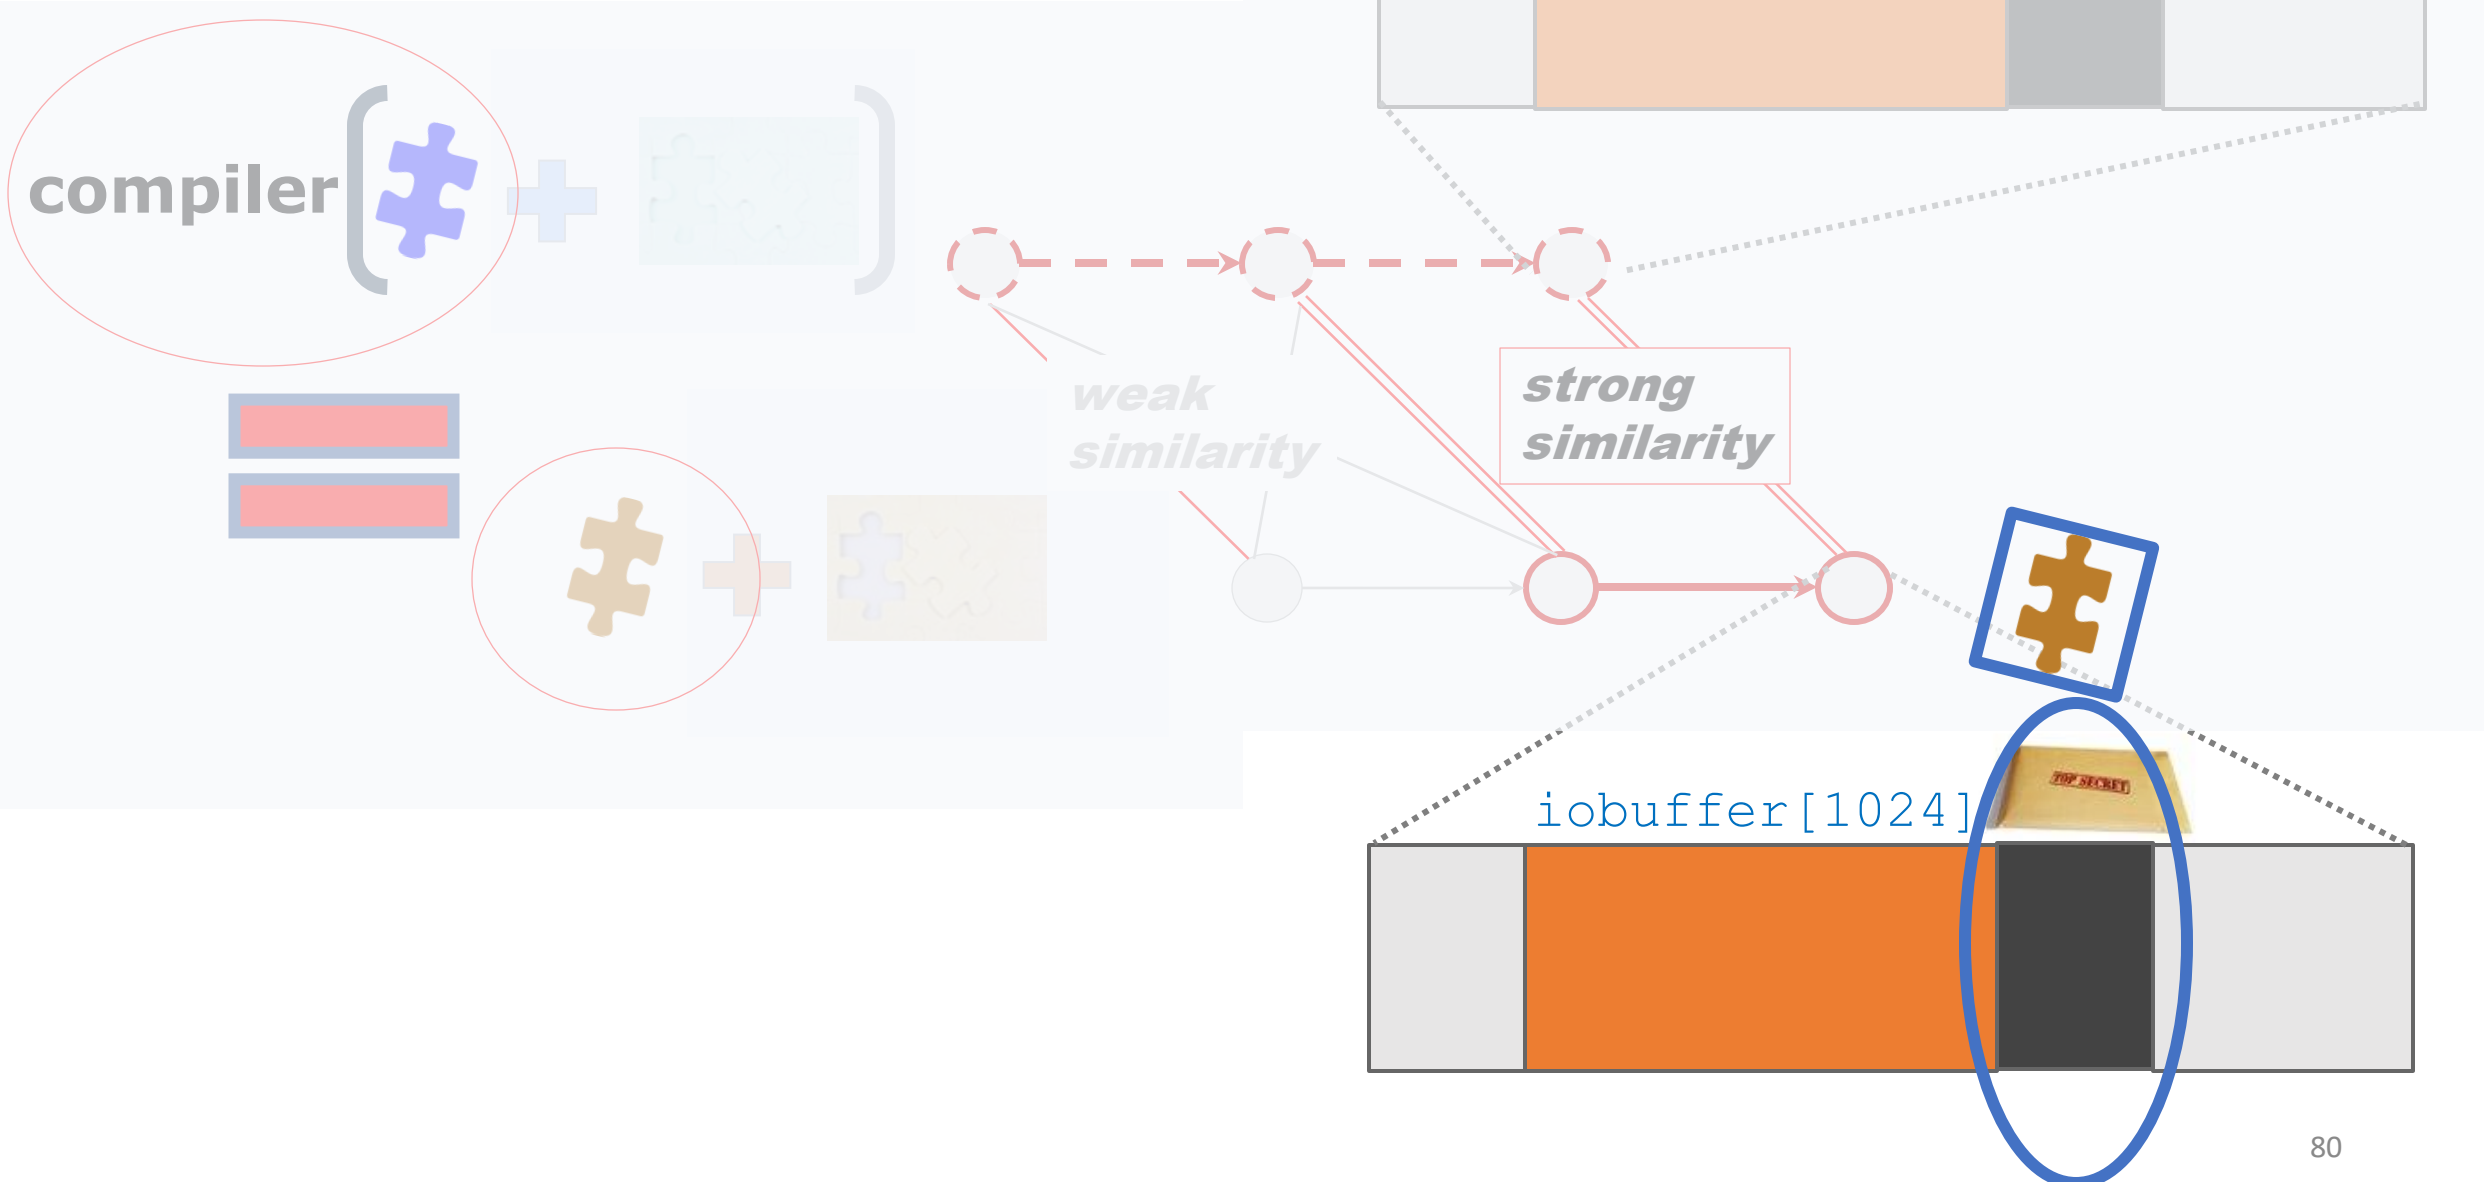 compiler
weak
similarity
strong
similarity
TOP SECRET
iobuffer[1024]
80